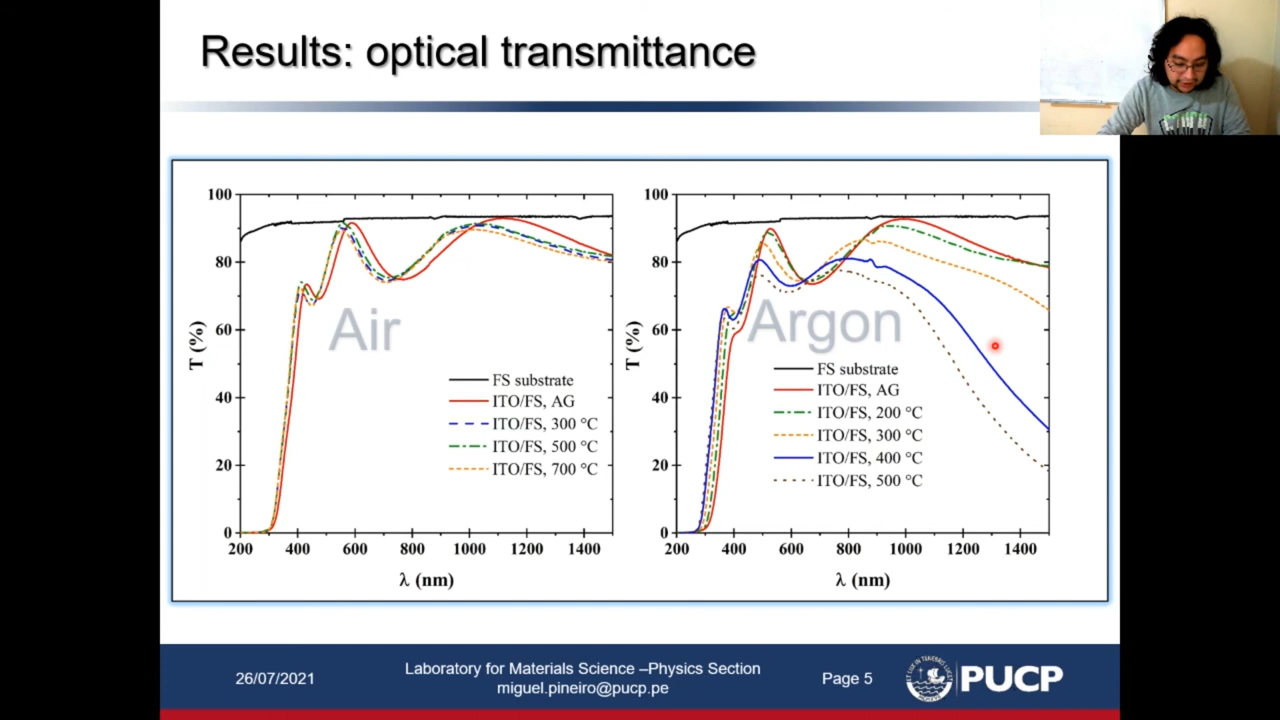 Results: optical transmittance
100
80
60
40
20
0
T (%)
200 400 600 800 1000 1200 1400
λ (nm)
Air
FS substrate
ITO/FS, AG
ITO/FS, 300 °C
ITO/FS, 500 °C
ITO/FS, 700 °C
100
80
60
40
20
0
T (%)
200 400 600 800 1000 1200 1400
λ (nm)
Argon
FS substrate
ITO/FS, AG
ITO/FS, 200 °C
ITO/FS, 300 °C
ITO/FS, 400 °C
ITO/FS, 500 °C
26/07/2021
Laboratory for Materials Science –Physics Section
miguel.pineiro@pucp.pe
Page 5
PUCP